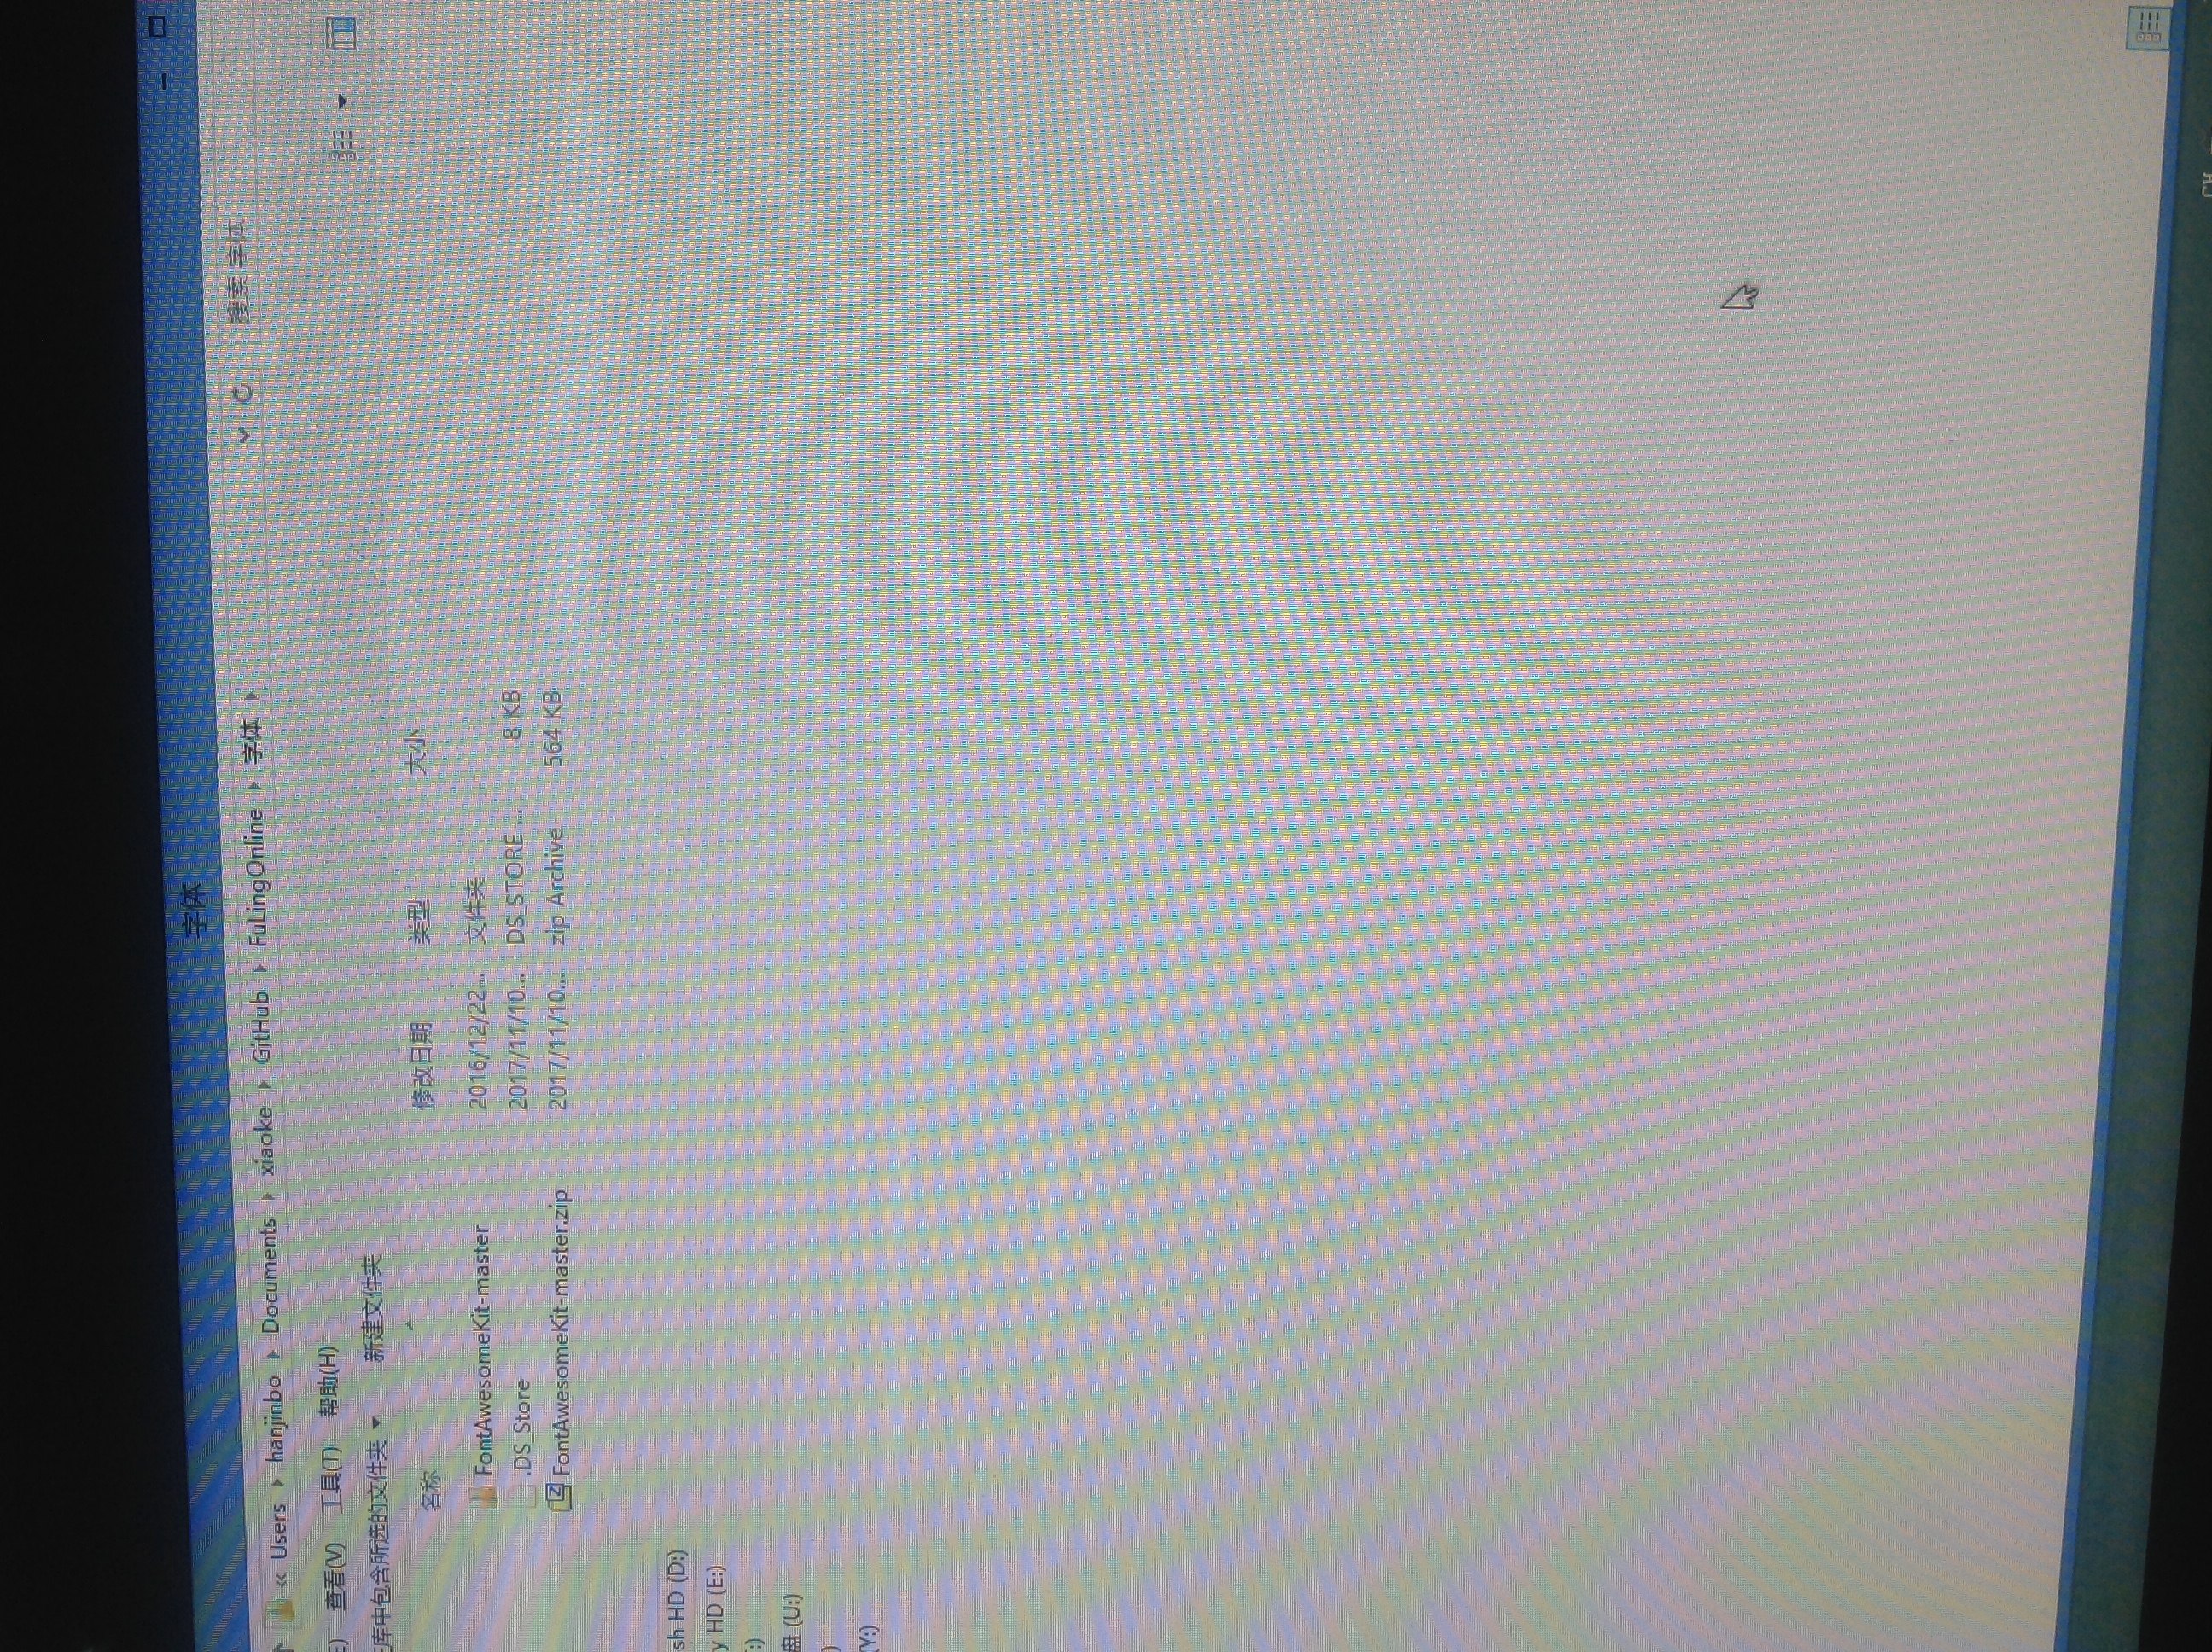 字体
« Users hanjinbo Documents xiaoke GitHub FuLingOnline 字体 搜索 字体
E) 查看(V) 工具(T) 帮助(H)
库中包含所选的文件夹 新建文件夹
名称 修改日期 类型 大小
FontAwesomeKit-master 2016/12/22... 文件夹
.DS_Store 2017/11/10... DS_STORE ... 8 KB
FontAwesomeKit-master.zip 2017/11/10... zip Archive 564 KB
sh HD (D:)
y HD (E:)
:)
盘 (U:)
)
(Y:)
CH